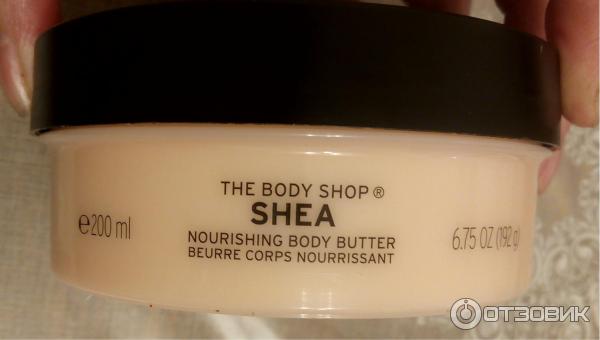 THE BODY SHOP®
SHEA
NOURISHING BODY BUTTER
BEURRE CORPS NOURRISSANT
℮200 ml
6.75 OZ (192 g)
ОТЗОВИК